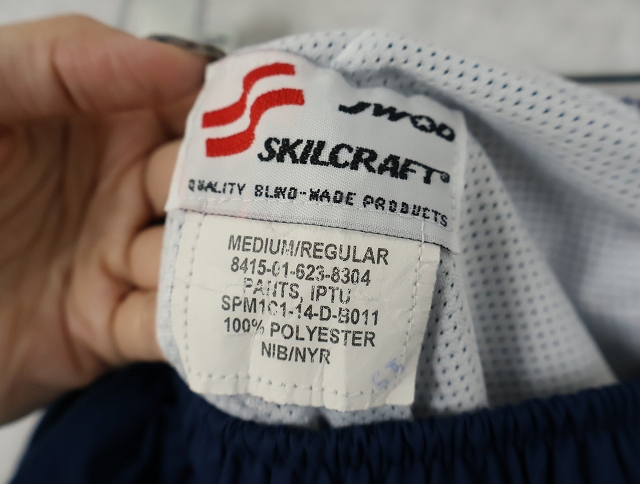 JWOD
SKILCRAFT®
QUALITY BLIND-MADE PRODUCTS
MEDIUM/REGULAR
8415-01-623-8304
PANTS, IPTU
SPM1C1-14-D-B011
100% POLYESTER
NIB/NYR